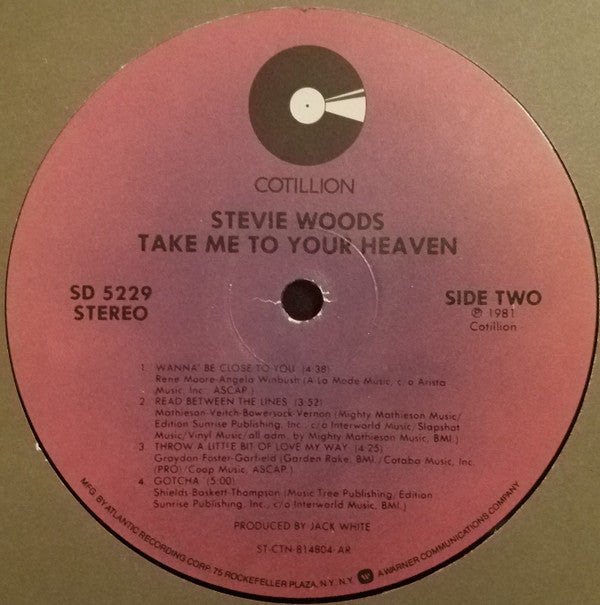 COTILLION
STEVIE WOODS
TAKE ME TO YOUR HEAVEN
SD 5229
STEREO
SIDE TWO
℗ 1981
Cotillion
1. WANNA' BE CLOSE TO YOU (4:38)
Rene Moore-Angela Winbush (A La Mode Music, c/o Arista
Music, Inc., ASCAP.)
2. READ BETWEEN THE LINES (3:52)
Mathieson-Veitch-Bowersock-Vernon (Mighty Mathieson Music/
Edition Sunrise Publishing, Inc., c/o Interworld Music/ Slapshot
Music/Vinyl Music/all adm. by Mighty Mathieson Music, BMI.)
3. THROW A LITTLE BIT OF LOVE MY WAY (4:25)
Graydon-Foster-Garfield (Garden Rake, BMI./Cotaba Music, Inc.
(PRO)/Coop Music, ASCAP.)
4. GOTCHA (5:00)
Shields-Baskett-Thompson (Music Tree Publishing/Edition
Sunrise Publishing, Inc., c/o Interworld Music, BMI.)
PRODUCED BY JACK WHITE
ST-CTN-814804-AR
MFG. BY ATLANTIC RECORDING CORP., 75 ROCKEFELLER PLAZA, N.Y. N.Y. W A WARNER COMMUNICATIONS COMPANY